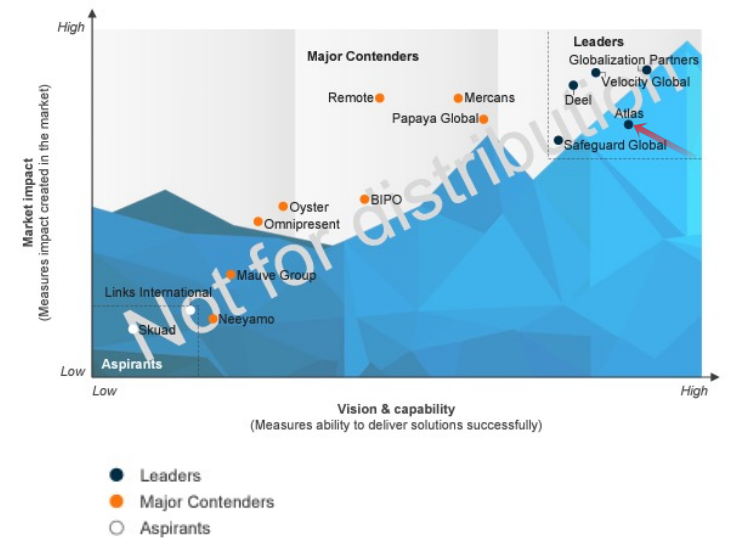 High
Leaders
Major Contenders
Globalization Partners
Velocity Global
Remote
Mercans
Deel
Papaya Global
Atlas
Safeguard Global
BIPO
Oyster
Omnipresent
Mauve Group
Links International
Neeyamo
Skuad
Aspirants
Not for distribution
Market impact
(Measures impact created in the market)
Low
Low
High
Vision & capability
(Measures ability to deliver solutions successfully)
Leaders
Major Contenders
Aspirants